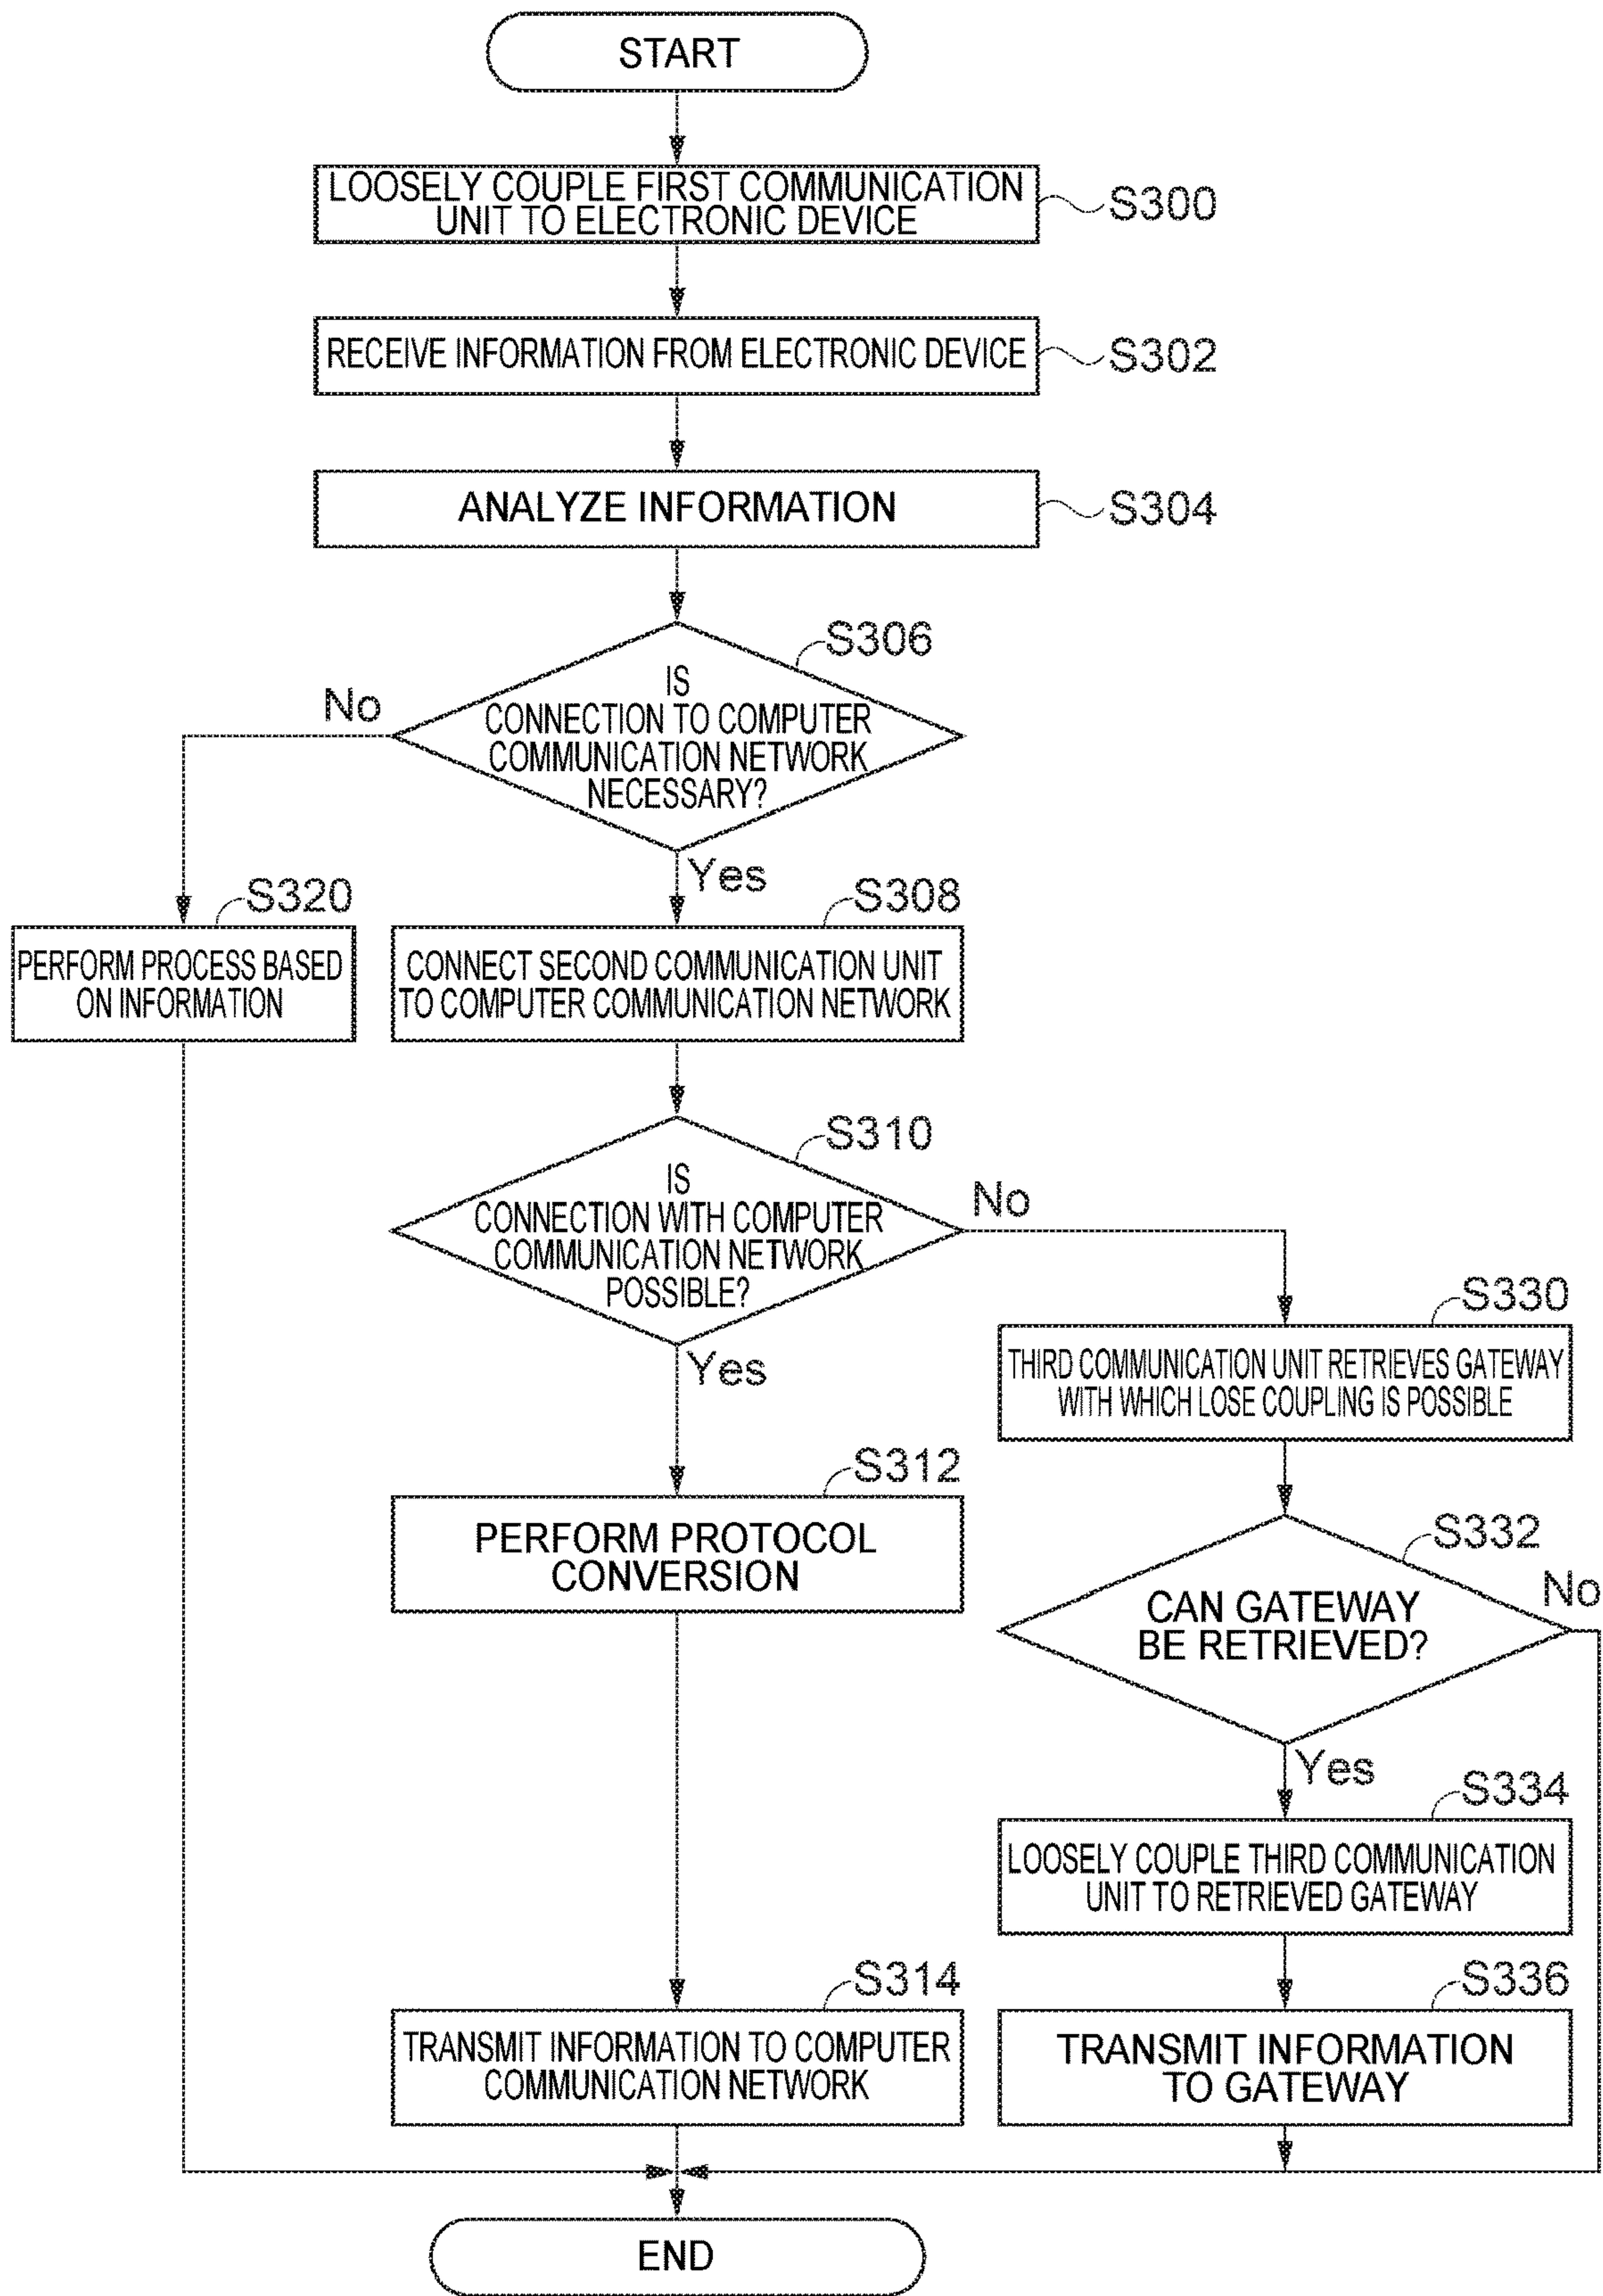 START
LOOSELY COUPLE FIRST COMMUNICATION
UNIT TO ELECTRONIC DEVICE
S300
RECEIVE INFORMATION FROM ELECTRONIC DEVICE
S302
ANALYZE INFORMATION
S304
S306
IS
CONNECTION TO COMPUTER
COMMUNICATION NETWORK
NECESSARY?
No
Yes
S320
PERFORM PROCESS BASED
ON INFORMATION
S308
CONNECT SECOND COMMUNICATION UNIT
TO COMPUTER COMMUNICATION NETWORK
S310
IS
CONNECTION WITH COMPUTER
COMMUNICATION NETWORK
POSSIBLE?
No
Yes
S330
THIRD COMMUNICATION UNIT RETRIEVES GATEWAY
WITH WHICH LOSE COUPLING IS POSSIBLE
S312
PERFORM PROTOCOL
CONVERSION
S332
CAN GATEWAY
BE RETRIEVED?
No
Yes
S334
LOOSELY COUPLE THIRD COMMUNICATION
UNIT TO RETRIEVED GATEWAY
S314
TRANSMIT INFORMATION TO COMPUTER
COMMUNICATION NETWORK
S336
TRANSMIT INFORMATION
TO GATEWAY
END